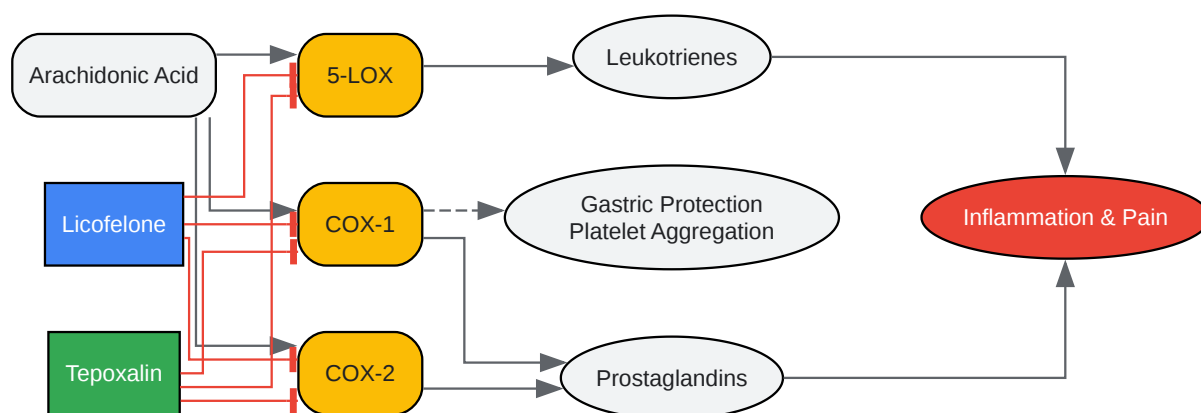 Arachidonic Acid
5-LOX
Leukotrienes
Licofelone
COX-1
Gastric Protection
Platelet Aggregation
Inflammation & Pain
Tepoxalin
COX-2
Prostaglandins